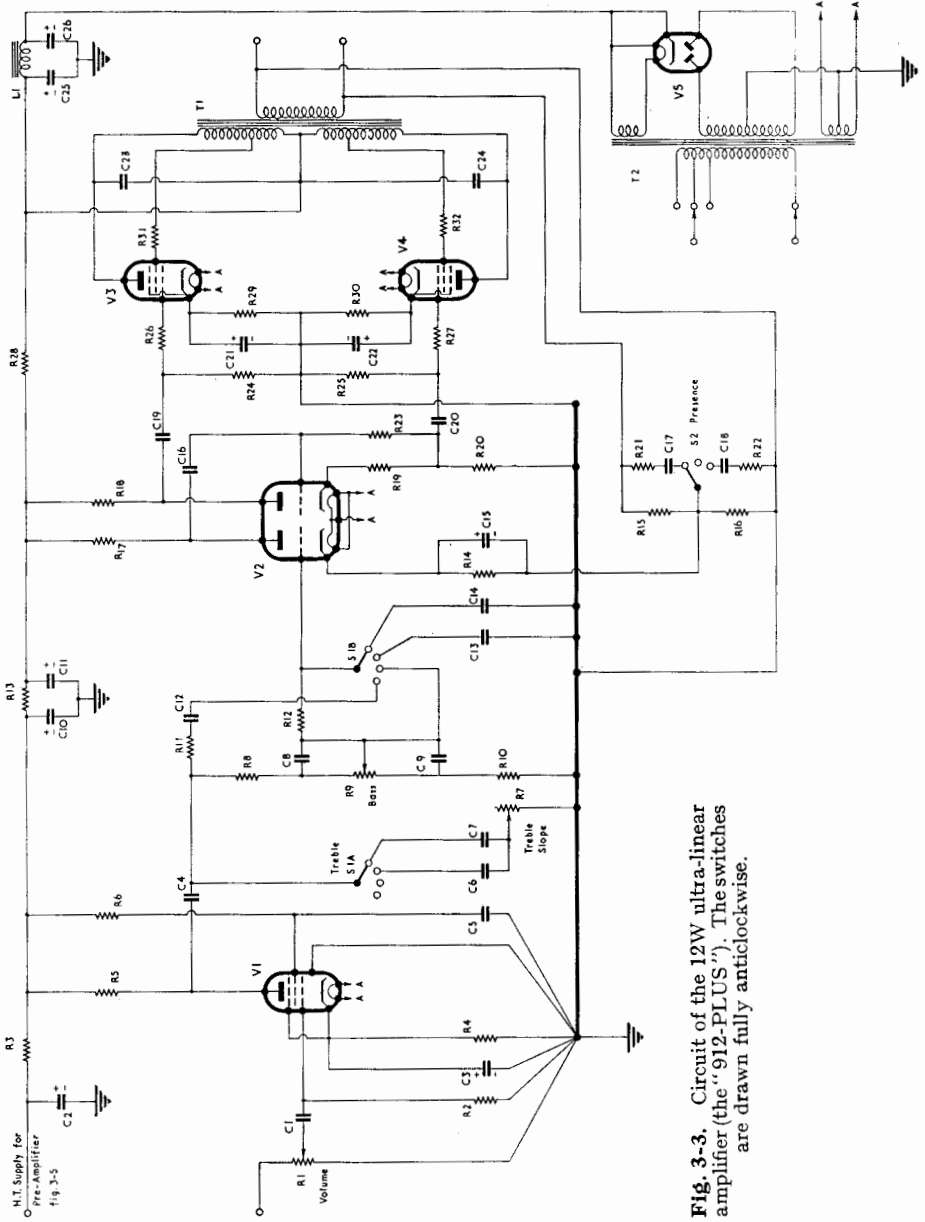 H.T. Supply for
Pre-Amplifier
fig. 3-5
C2
R3
R5
R6
C4
V1
A
A
R1
Volume
C1
R2
C3
R4
C5
R13
C10
C11
R11
C12
R8
C8
R9
Bass
C9
R10
R12
Treble
S1A
C6
C7
R7
Treble
Slope
S1B
C13
C14
R17
R18
V2
A
A
R14
C15
C16
C19
R19
R20
R23
C20
R28
R26
R24
R25
R27
C21
C22
R29
R30
V3
A
A
V4
A
A
R31
R32
C23
C24
T1
L1
C25
C26
R15
R16
R21
C17
S2 Presence
C18
R22
T2
V5
A
A
Fig. 3-3. Circuit of the 12W ultra-linear
amplifier (the "912-PLUS"). The switches
are drawn fully anticlockwise.